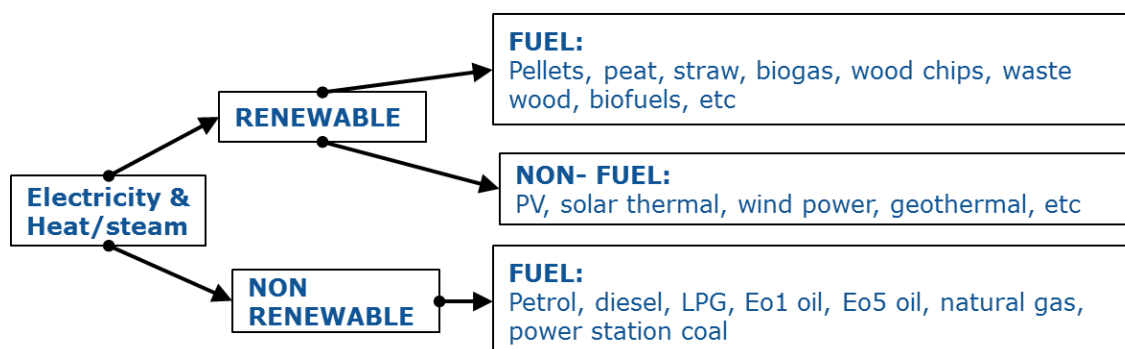 FUEL:
Pellets, peat, straw, biogas, wood chips, waste
wood, biofuels, etc
RENEWABLE
NON- FUEL:
PV, solar thermal, wind power, geothermal, etc
Electricity &
Heat/steam
NON
RENEWABLE
FUEL:
Petrol, diesel, LPG, Eo1 oil, Eo5 oil, natural gas,
power station coal